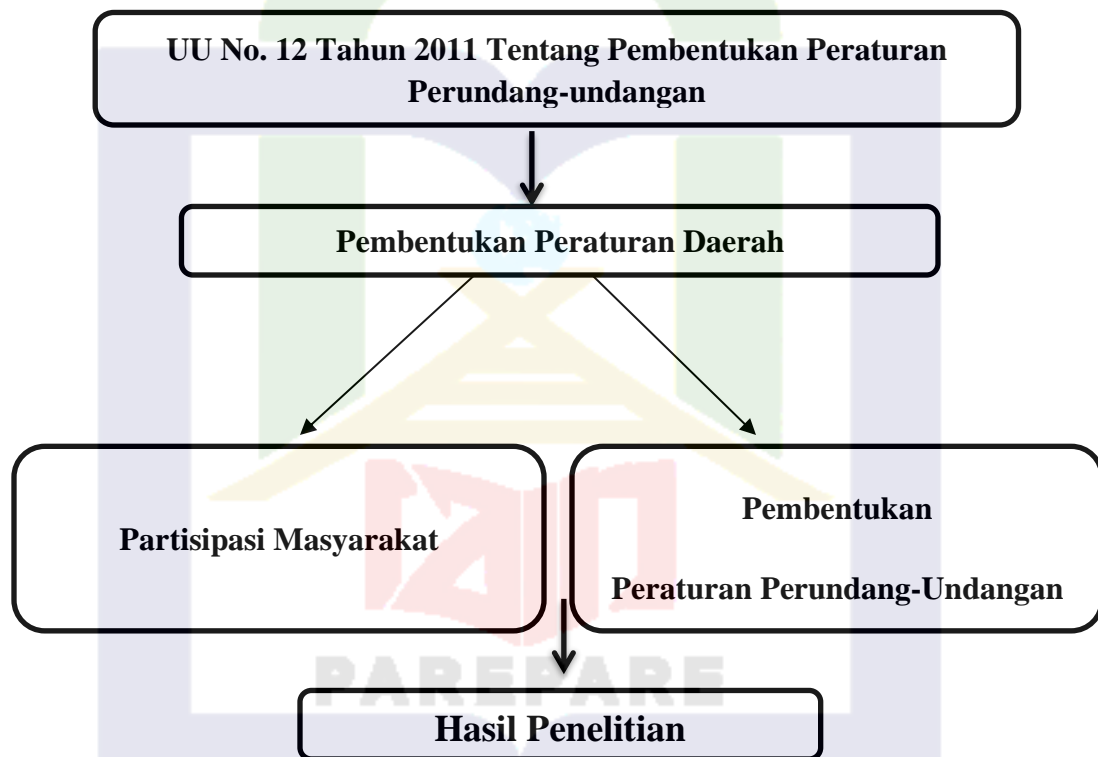 UU No. 12 Tahun 2011 Tentang Pembentukan Peraturan
Perundang-undangan
Pembentukan Peraturan Daerah
Partisipasi Masyarakat
Pembentukan
Peraturan Perundang-Undangan
PAREPARE
Hasil Penelitian